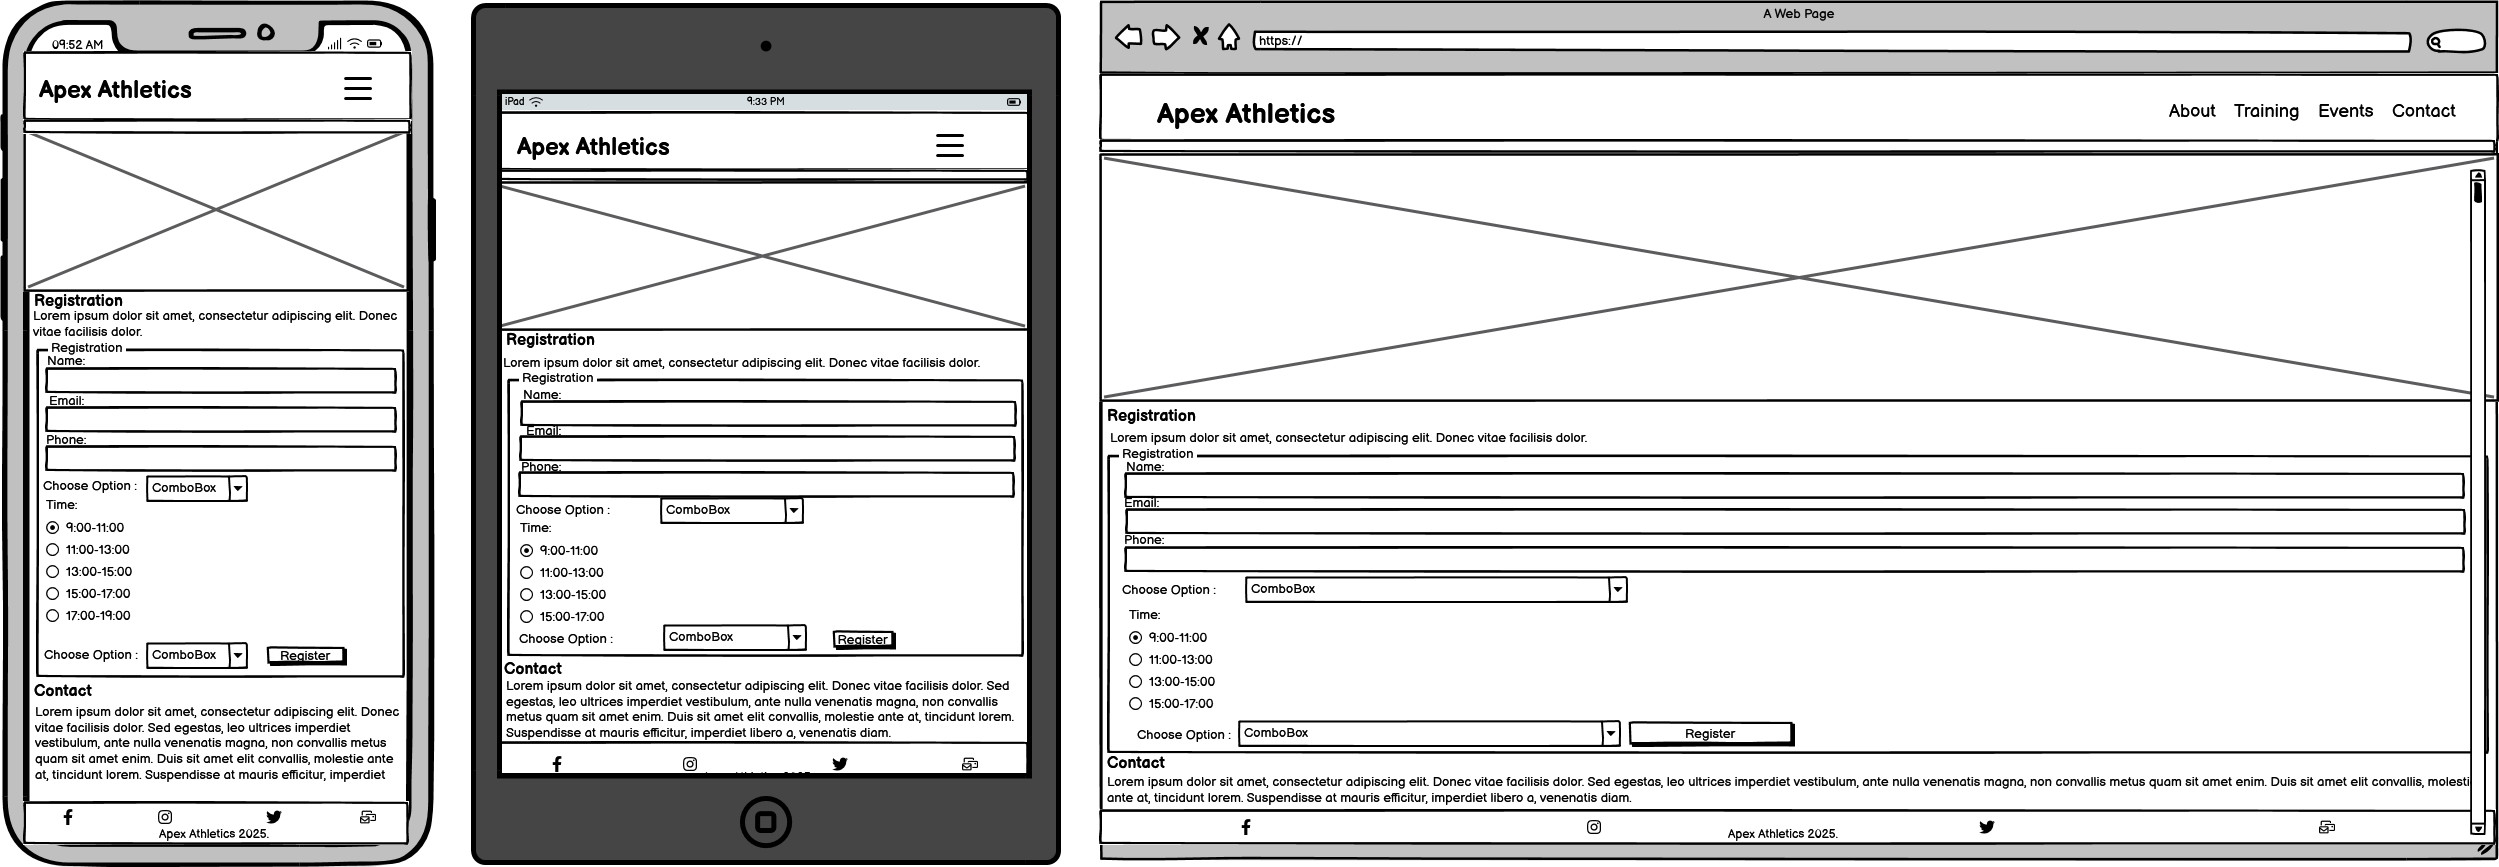 09:52 AM
Apex Athletics
Registration
Lorem ipsum dolor sit amet, consectetur adipiscing elit. Donec
vitae facilisis dolor.
Registration
Name:
Email:
Phone:
Choose Option : ComboBox
Time:
9:00-11:00
11:00-13:00
13:00-15:00
15:00-17:00
17:00-19:00
Choose Option : ComboBox Register
Contact
Lorem ipsum dolor sit amet, consectetur adipiscing elit. Donec
vitae facilisis dolor. Sed egestas, leo ultrices imperdiet
vestibulum, ante nulla venenatis magna, non convallis metus
quam sit amet enim. Duis sit amet elit convallis, molestie ante
at, tincidunt lorem. Suspendisse at mauris efficitur, imperdiet
Apex Athletics 2025.
iPad 9:33 PM
Apex Athletics
Registration
Lorem ipsum dolor sit amet, consectetur adipiscing elit. Donec vitae facilisis dolor.
Registration
Name:
Email:
Phone:
Choose Option : ComboBox
Time:
9:00-11:00
11:00-13:00
13:00-15:00
15:00-17:00
Choose Option : ComboBox Register
Contact
Lorem ipsum dolor sit amet, consectetur adipiscing elit. Donec vitae facilisis dolor. Sed
egestas, leo ultrices imperdiet vestibulum, ante nulla venenatis magna, non convallis
metus quam sit amet enim. Duis sit amet elit convallis, molestie ante at, tincidunt lorem.
Suspendisse at mauris efficitur, imperdiet libero a, venenatis diam.
A Web Page
https://
Apex Athletics About Training Events Contact
Registration
Lorem ipsum dolor sit amet, consectetur adipiscing elit. Donec vitae facilisis dolor.
Registration
Name:
Email:
Phone:
Choose Option : ComboBox
Time:
9:00-11:00
11:00-13:00
13:00-15:00
15:00-17:00
Choose Option : ComboBox Register
Contact
Lorem ipsum dolor sit amet, consectetur adipiscing elit. Donec vitae facilisis dolor. Sed egestas, leo ultrices imperdiet vestibulum, ante nulla venenatis magna, non convallis metus quam sit amet enim. Duis sit amet elit convallis, molesti
ante at, tincidunt lorem. Suspendisse at mauris efficitur, imperdiet libero a, venenatis diam.
Apex Athletics 2025.